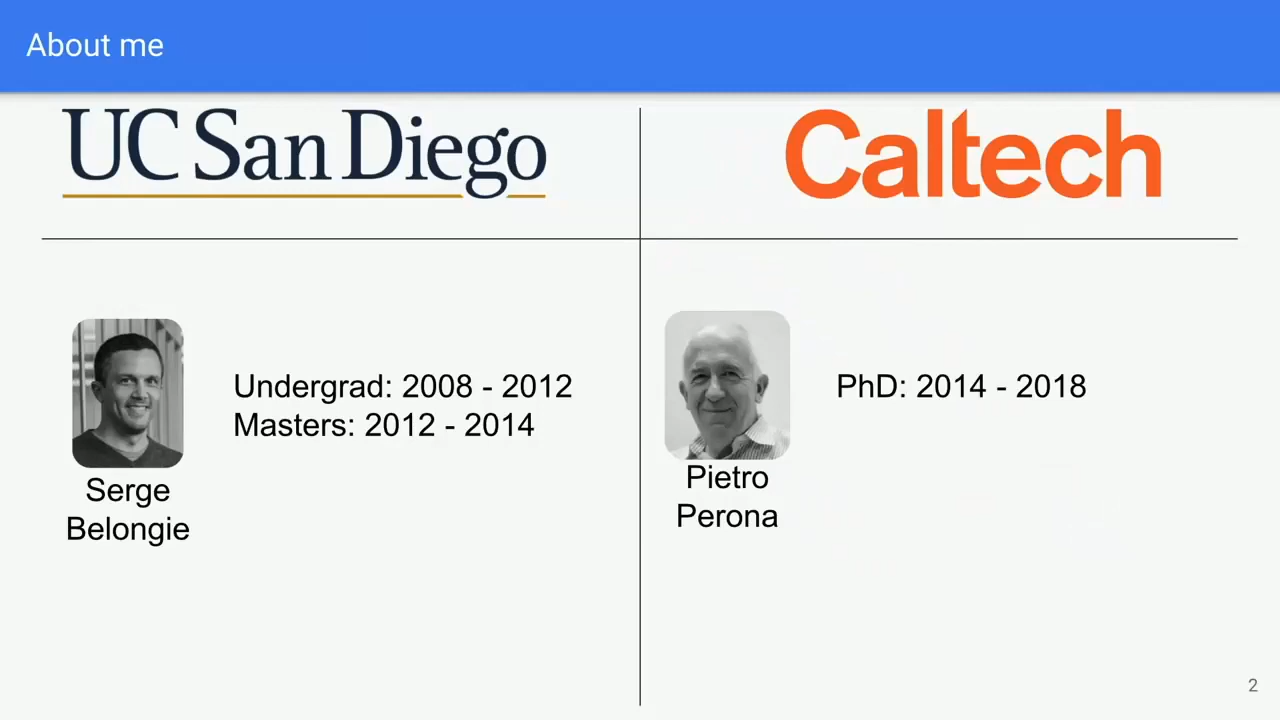 About me
UC San Diego
Caltech
Undergrad: 2008 - 2012
Masters: 2012 - 2014
Serge
Belongie
PhD: 2014 - 2018
Pietro
Perona
2